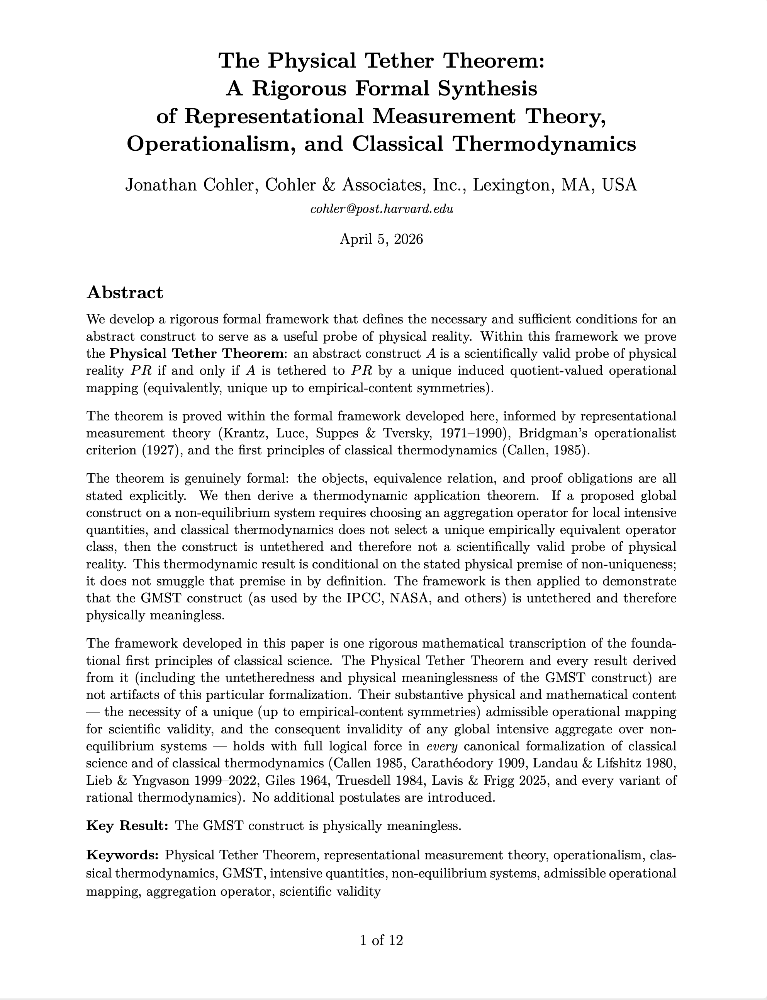 The Physical Tether Theorem:
A Rigorous Formal Synthesis
of Representational Measurement Theory,
Operationalism, and Classical Thermodynamics
Jonathan Cohler, Cohler & Associates, Inc., Lexington, MA, USA
cohler@post.harvard.edu
April 5, 2026
Abstract
We develop a rigorous formal framework that defines the necessary and sufficient conditions for an
abstract construct to serve as a useful probe of physical reality. Within this framework we prove
the Physical Tether Theorem: an abstract construct A is a scientifically valid probe of physical
reality PR if and only if A is tethered to PR by a unique induced quotient-valued operational
mapping (equivalently, unique up to empirical-content symmetries).
The theorem is proved within the formal framework developed here, informed by representational
measurement theory (Krantz, Luce, Suppes & Tversky, 1971–1990), Bridgman's operationalist
criterion (1927), and the first principles of classical thermodynamics (Callen, 1985).
The theorem is genuinely formal: the objects, equivalence relation, and proof obligations are all
stated explicitly. We then derive a thermodynamic application theorem. If a proposed global
construct on a non-equilibrium system requires choosing an aggregation operator for local intensive
quantities, and classical thermodynamics does not select a unique empirically equivalent operator
class, then the construct is untethered and therefore not a scientifically valid probe of physical
reality. This thermodynamic result is conditional on the stated physical premise of non-uniqueness;
it does not smuggle that premise in by definition. The framework is then applied to demonstrate
that the GMST construct (as used by the IPCC, NASA, and others) is untethered and therefore
physically meaningless.
The framework developed in this paper is one rigorous mathematical transcription of the founda-
tional first principles of classical science. The Physical Tether Theorem and every result derived
from it (including the untetheredness and physical meaninglessness of the GMST construct) are
not artifacts of this particular formalization. Their substantive physical and mathematical content
— the necessity of a unique (up to empirical-content symmetries) admissible operational mapping
for scientific validity, and the consequent invalidity of any global intensive aggregate over non-
equilibrium systems — holds with full logical force in every canonical formalization of classical
science and of classical thermodynamics (Callen 1985, Carathéodory 1909, Landau & Lifshitz 1980,
Lieb & Yngvason 1999–2022, Giles 1964, Truesdell 1984, Lavis & Frigg 2025, and every variant of
rational thermodynamics). No additional postulates are introduced.
Key Result: The GMST construct is physically meaningless.
Keywords: Physical Tether Theorem, representational measurement theory, operationalism, clas-
sical thermodynamics, GMST, intensive quantities, non-equilibrium systems, admissible operational
mapping, aggregation operator, scientific validity
1 of 12